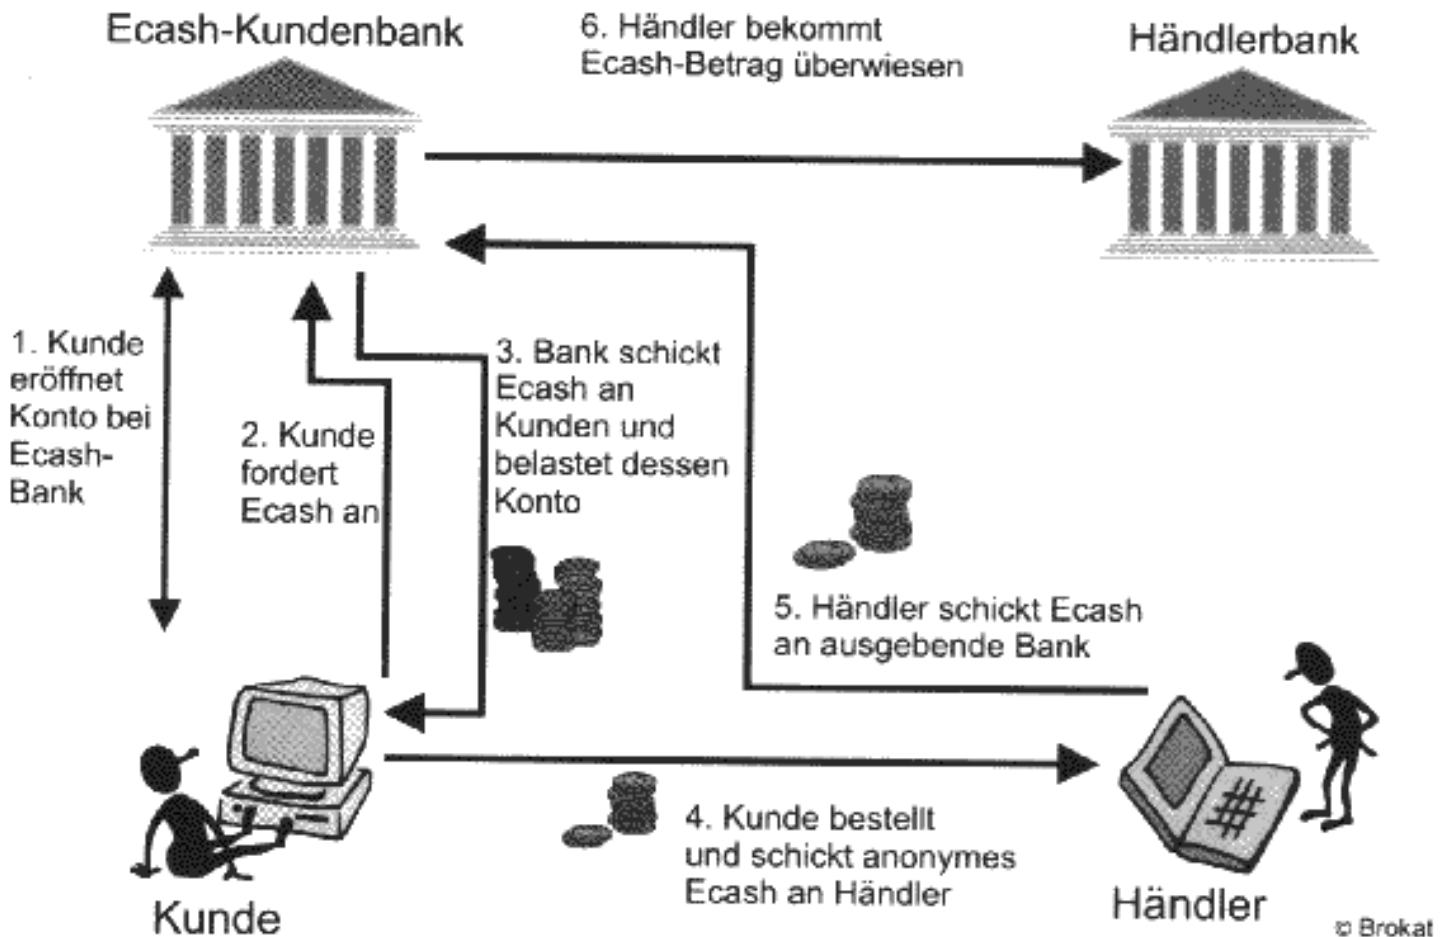 Ecash-Kundenbank
6. Händler bekommt
Ecash-Betrag überwiesen
Händlerbank
1. Kunde
eröffnet
Konto bei
Ecash-
Bank
2. Kunde
fordert
Ecash an
3. Bank schickt
Ecash an
Kunden und
belastet dessen
Konto
5. Händler schickt Ecash
an ausgebende Bank
4. Kunde bestellt
und schickt anonymes
Ecash an Händler
Kunde
Händler
© Brokat